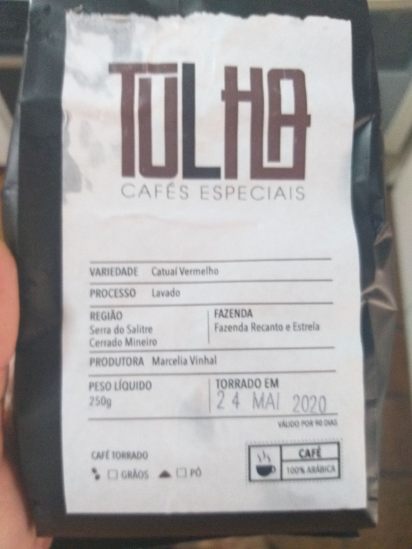 TULHA
CAFÉS ESPECIAIS
VARIEDADE Catuaí Vermelho
PROCESSO Lavado
REGIÃO
Serra do Salitre
Cerrado Mineiro
FAZENDA
Fazenda Recanto e Estrela
PRODUTORA Marcelia Vinhal
PESO LÍQUIDO
250g
TORRADO EM
24 MAI 2020
VÁLIDO POR 90 DIAS
CAFÉ TORRADO
GRÃOS PÓ
CAFÉ
100% ARÁBICA